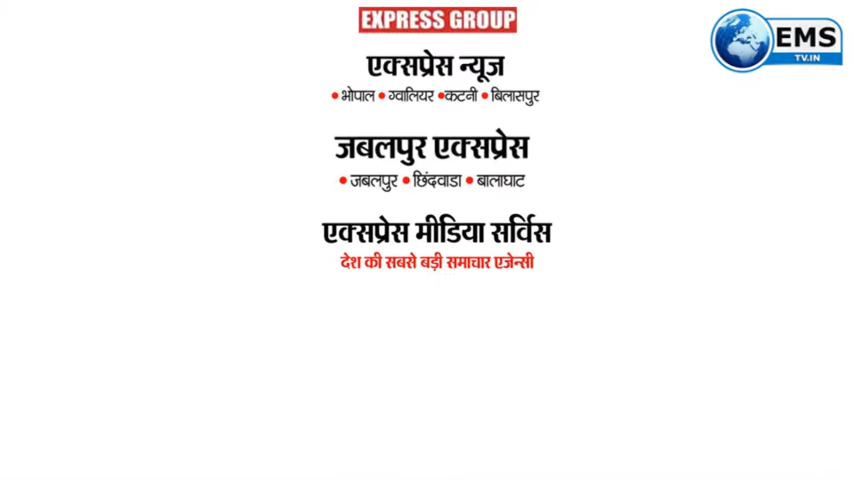 EXPRESS GROUP
EMS
TV.IN
एक्सप्रेस न्यूज
• भोपाल • ग्वालियर •कटनी • बिलासपुर
जबलपुर एक्सप्रेस
• जबलपुर • छिंदवाडा • बालाघाट
एक्सप्रेस मीडिया सर्विस
देश की सबसे बड़ी समाचार एजेन्सी